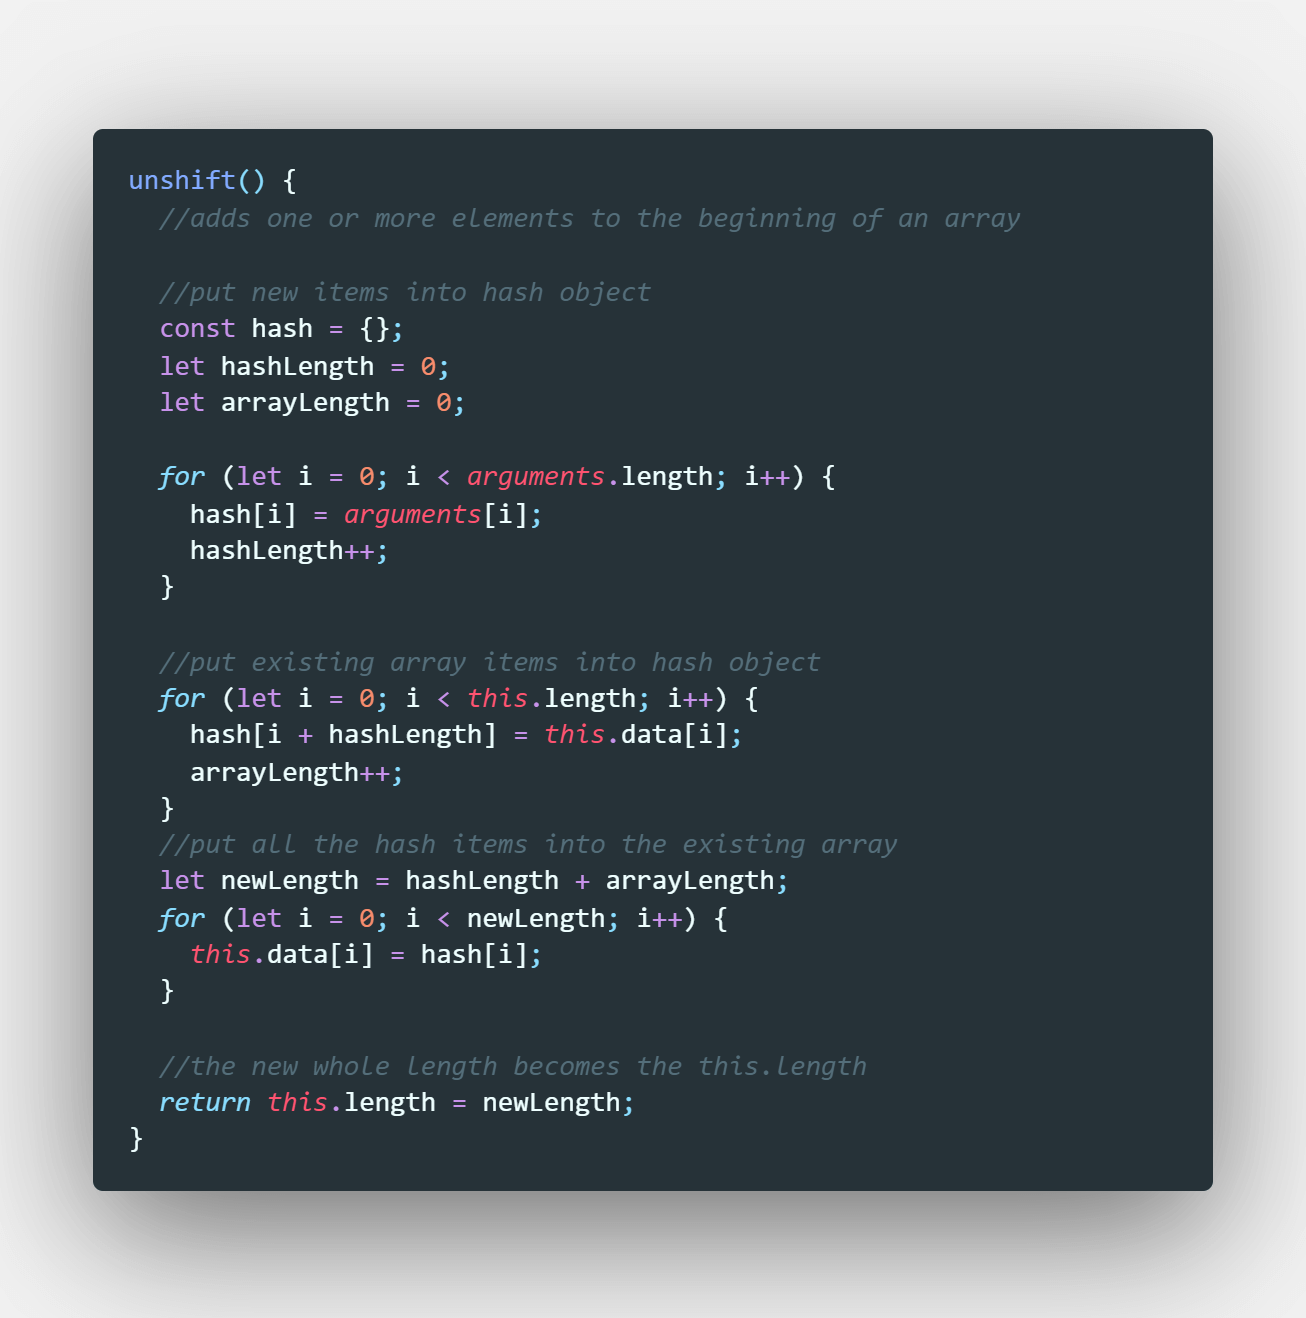 unshift() {
  //adds one or more elements to the beginning of an array

  //put new items into hash object
  const hash = {};
  let hashLength = 0;
  let arrayLength = 0;

  for (let i = 0; i < arguments.length; i++) {
    hash[i] = arguments[i];
    hashLength++;
  }

  //put existing array items into hash object
  for (let i = 0; i < this.length; i++) {
    hash[i + hashLength] = this.data[i];
    arrayLength++;
  }
  //put all the hash items into the existing array
  let newLength = hashLength + arrayLength;
  for (let i = 0; i < newLength; i++) {
    this.data[i] = hash[i];
  }

  //the new whole length becomes the this.length
  return this.length = newLength;
}